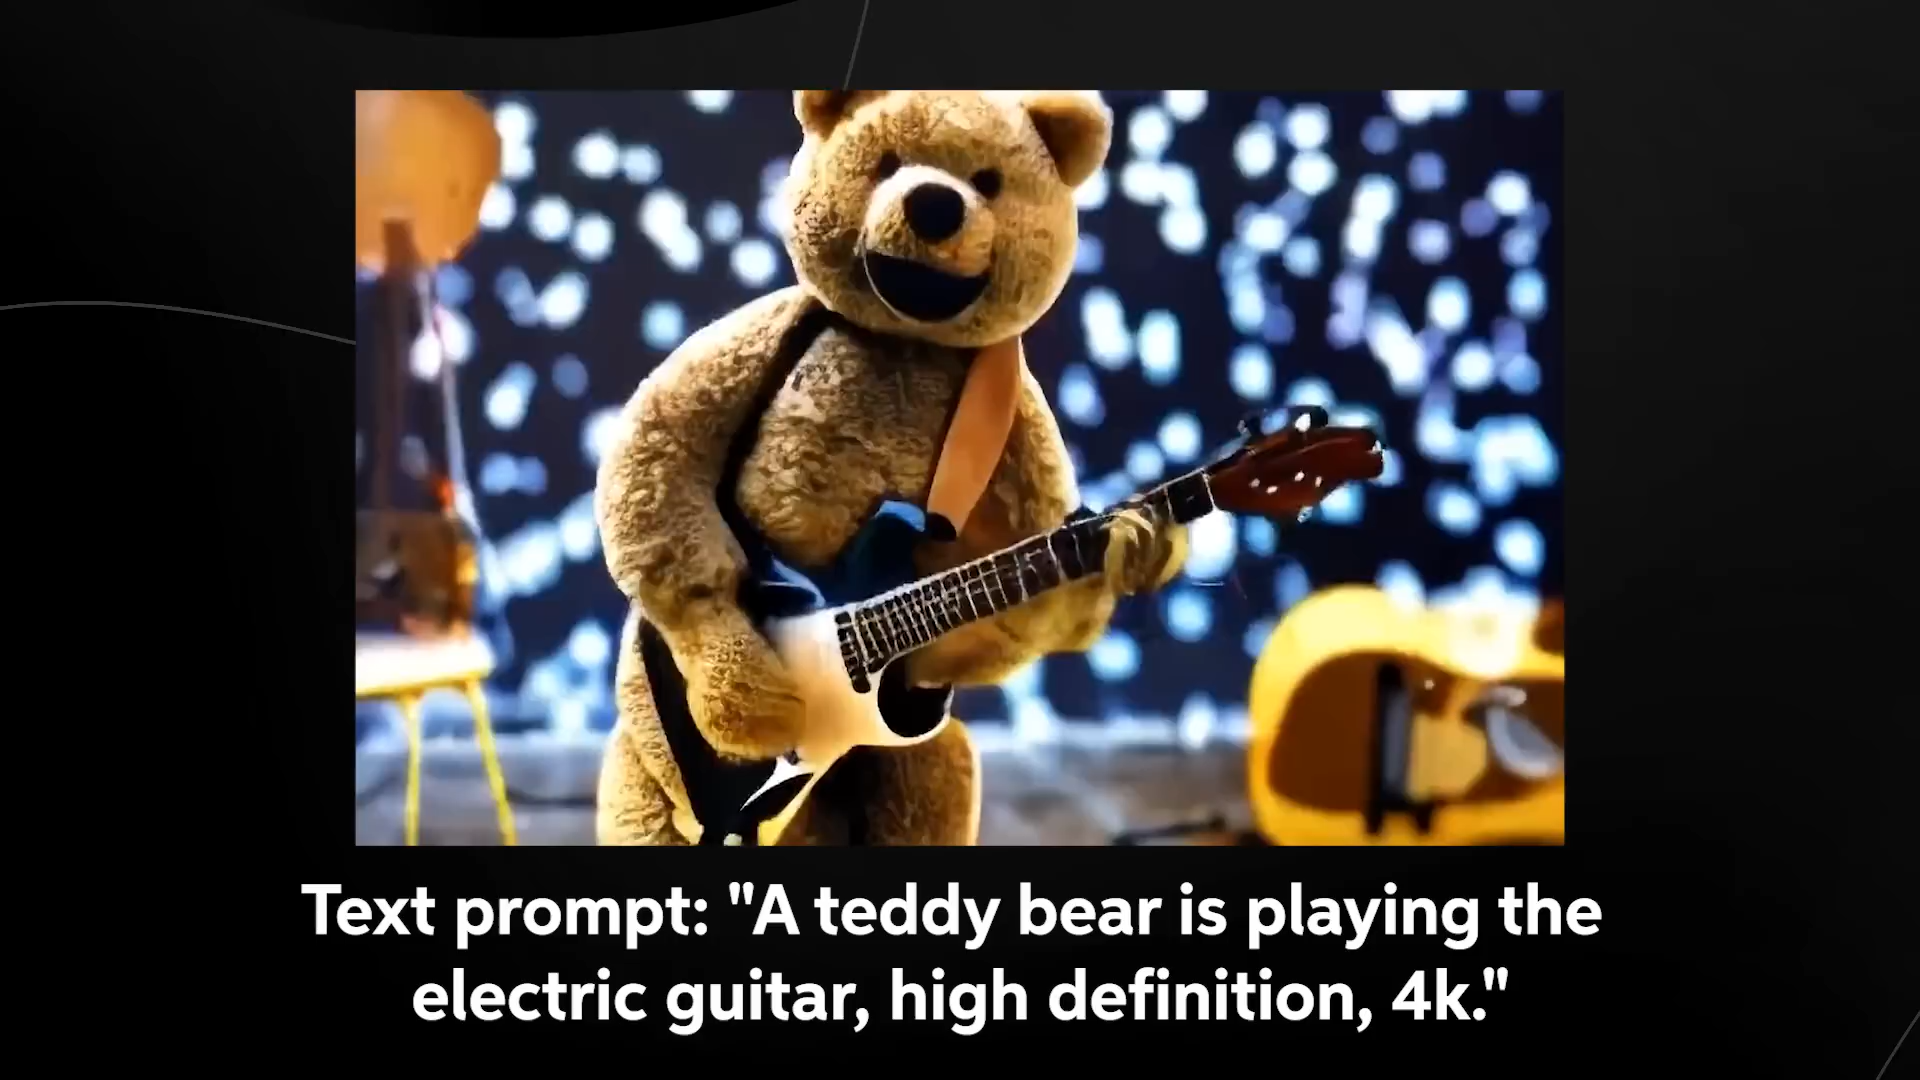 Text prompt: "A teddy bear is playing the
electric guitar, high definition, 4k."